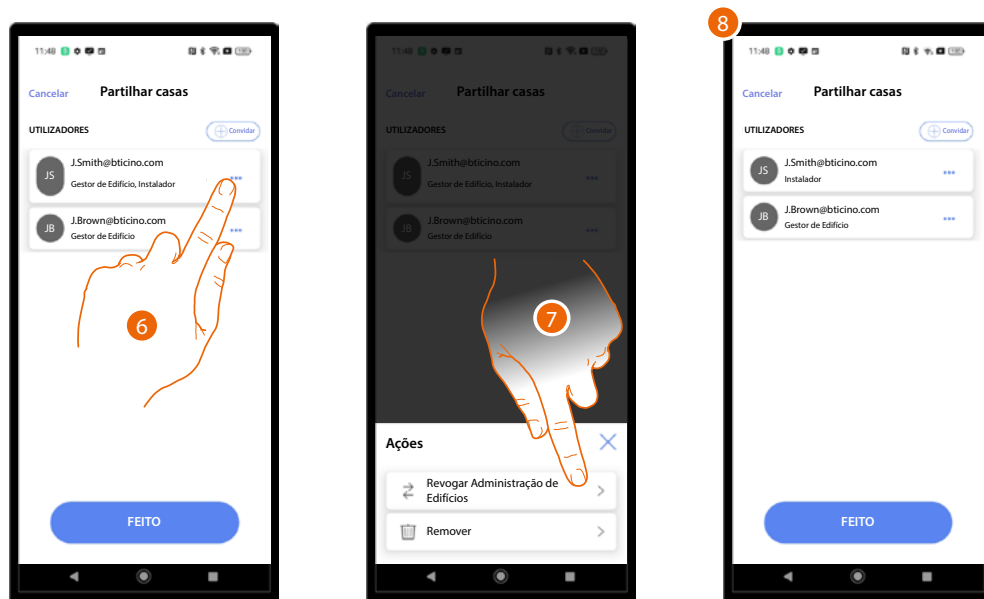 11:48
Cancelar Partilhar casas
UTILIZADORES Convidar
JS J.Smith@bticino.com
Gestor de Edifício, Instalador
JB J.Brown@bticino.com
Gestor de Edifício
6
FEITO
11:48
Cancelar Partilhar casas
UTILIZADORES Convidar
JS J.Smith@bticino.com
Gestor de Edifício, Instalador
JB J.Brown@bticino.com
Gestor de Edifício
7
Ações
Revogar Administração de
Edifícios
Remover
8
11:48
Cancelar Partilhar casas
UTILIZADORES Convidar
JS J.Smith@bticino.com
Instalador
JB J.Brown@bticino.com
Gestor de Edifício
FEITO